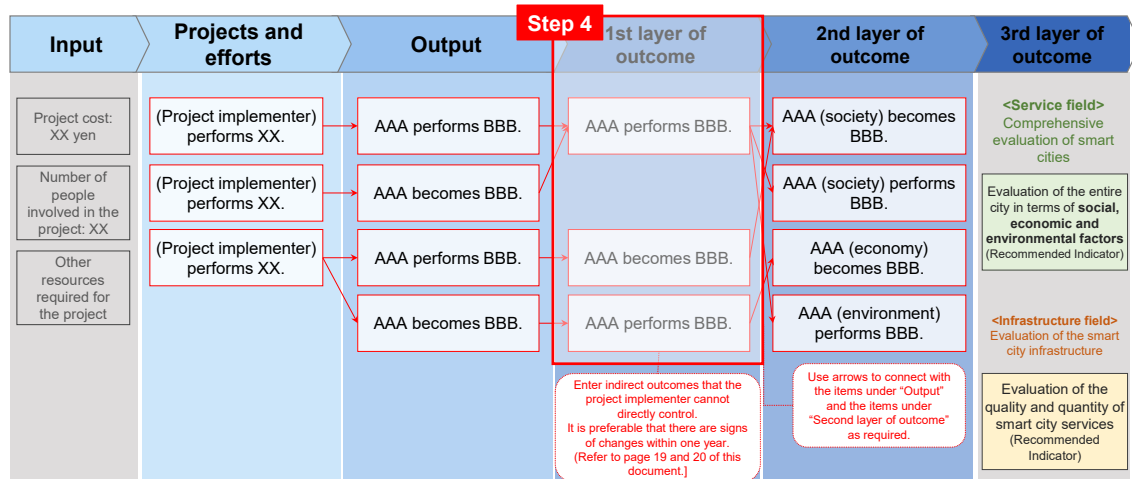 Step 4
Input
Projects and
efforts
Output
1st layer of
outcome
2nd layer of
outcome
3rd layer of
outcome
Project cost:
XX yen
Number of
people
involved in the
project: XX
Other
resources
required for
the project
(Project implementer)
performs XX.
(Project implementer)
performs XX.
(Project implementer)
performs XX.
AAA performs BBB.
AAA becomes BBB.
AAA performs BBB.
AAA becomes BBB.
AAA performs BBB.
AAA becomes BBB.
AAA performs BBB.
Enter indirect outcomes that the
project implementer cannot
directly control.
It is preferable that there are signs
of changes within one year.
(Refer to page 19 and 20 of this
document.]
AAA (society) becomes
BBB.
AAA (society) performs
BBB.
AAA (economy)
becomes BBB.
AAA (environment)
performs BBB.
Use arrows to connect with
the items under “Output”
and the items under
“Second layer of outcome”
as required.
<Service field>
Comprehensive
evaluation of smart
cities
Evaluation of the entire
city in terms of social,
economic and
environmental factors
(Recommended Indicator)
<Infrastructure field>
Evaluation of the smart
city infrastructure
Evaluation of the
quality and quantity of
smart city services
(Recommended
Indicator)